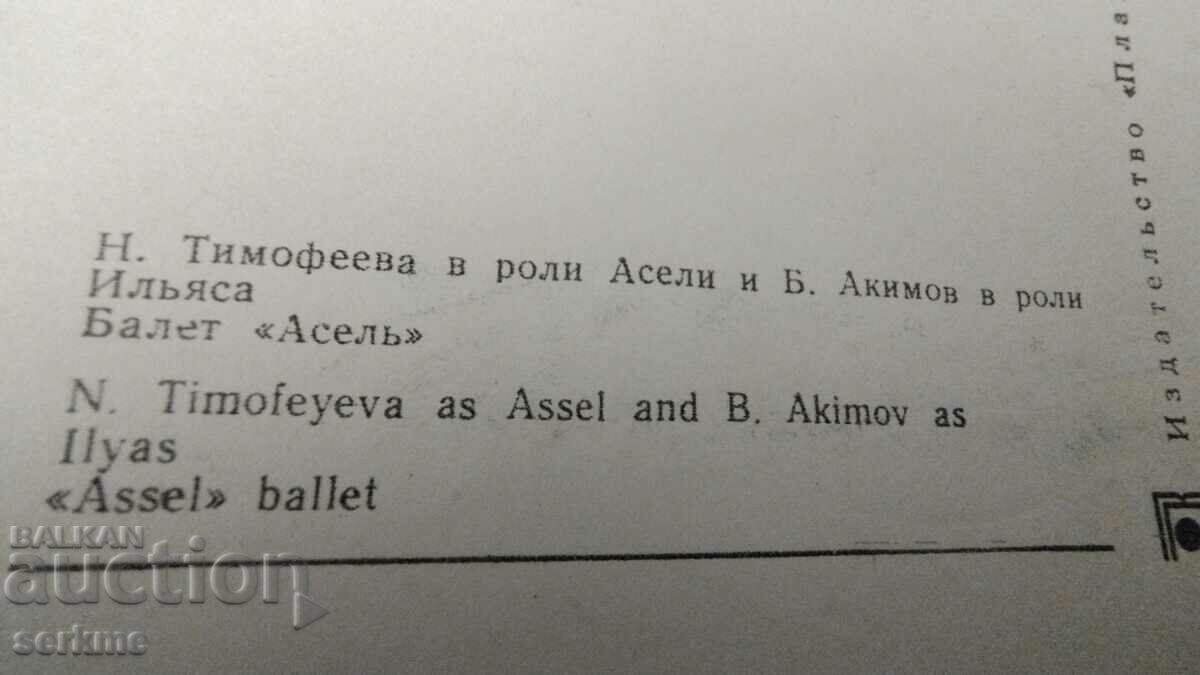 Н. Тимофеева в роли Асели и Б. Акимов в роли
Ильяса
Балет «Асель»
N. Timofeyeva as Assel and B. Akimov as
Ilyas
«Assel» ballet
Издательство «Пла
BALKAN
auction
serkme